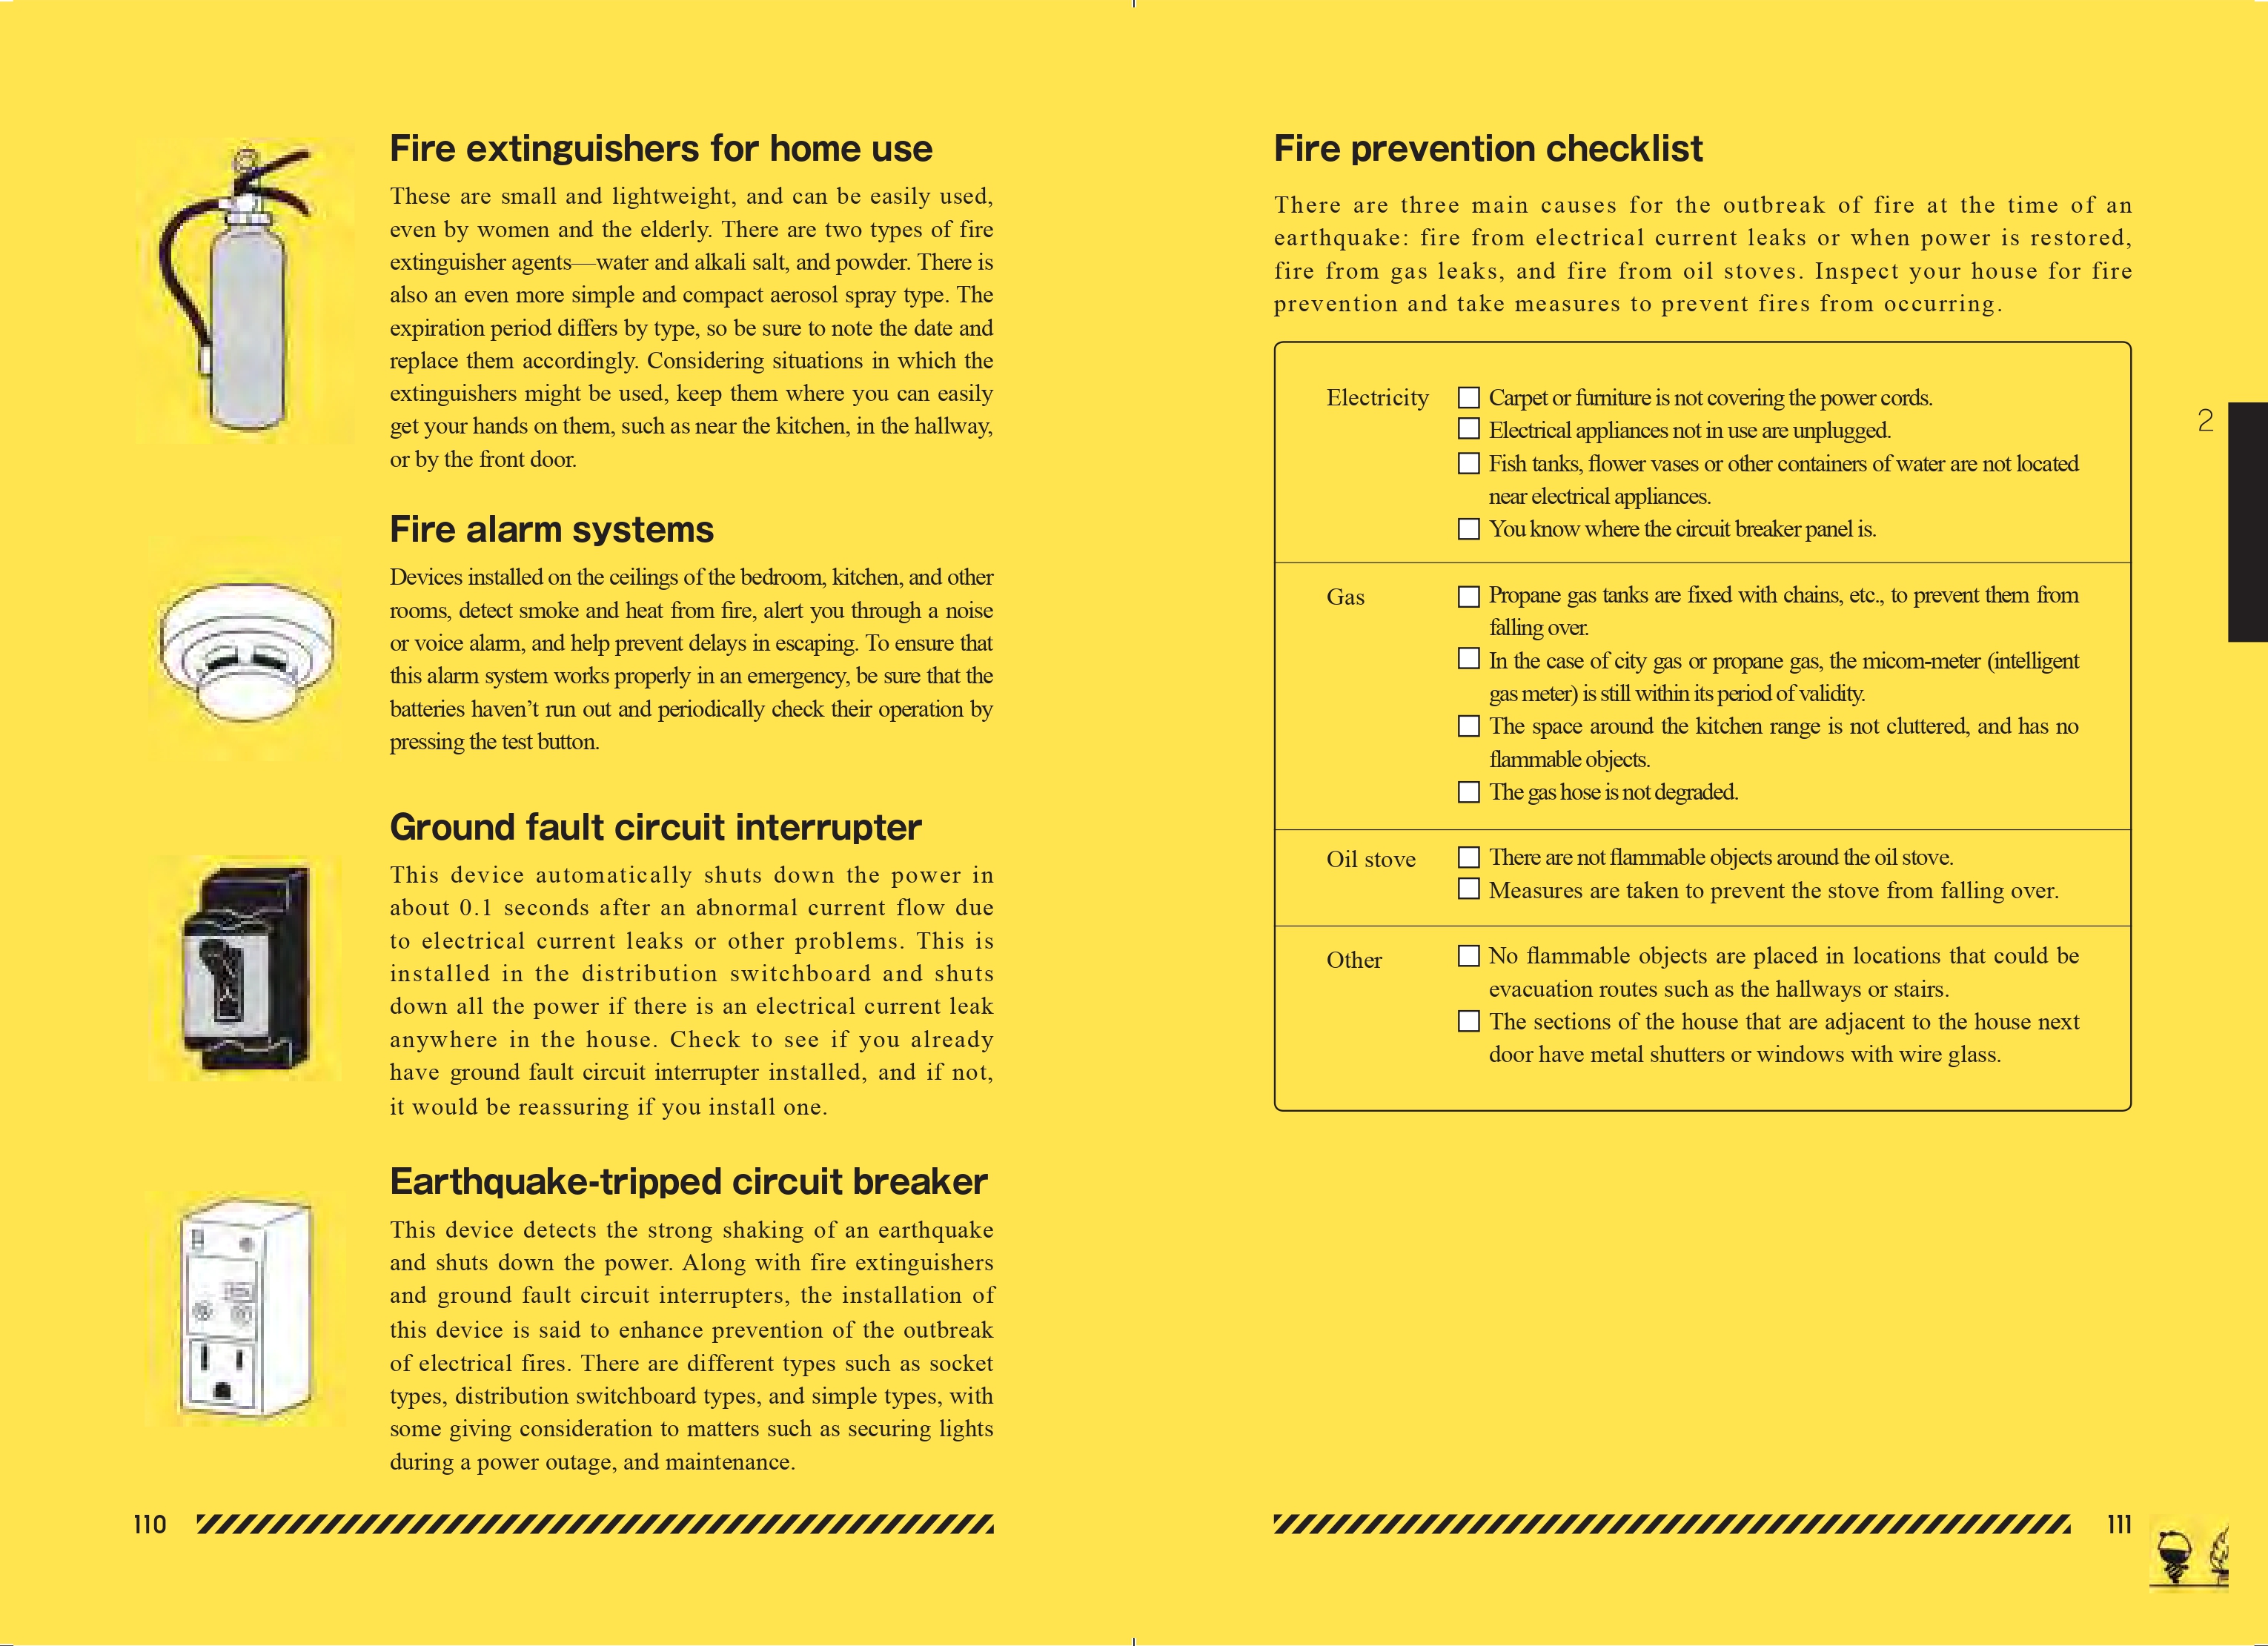 Fire extinguishers for home use
These are small and lightweight, and can be easily used,
even by women and the elderly. There are two types of fire
extinguisher agents—water and alkali salt, and powder. There is
also an even more simple and compact aerosol spray type. The
expiration period differs by type, so be sure to note the date and
replace them accordingly. Considering situations in which the
extinguishers might be used, keep them where you can easily
get your hands on them, such as near the kitchen, in the hallway,
or by the front door.
Fire alarm systems
Devices installed on the ceilings of the bedroom, kitchen, and other
rooms, detect smoke and heat from fire, alert you through a noise
or voice alarm, and help prevent delays in escaping. To ensure that
this alarm system works properly in an emergency, be sure that the
batteries haven’t run out and periodically check their operation by
pressing the test button.
Ground fault circuit interrupter
This device automatically shuts down the power in
about 0.1 seconds after an abnormal current flow due
to electrical current leaks or other problems. This is
installed in the distribution switchboard and shuts
down all the power if there is an electrical current leak
anywhere in the house. Check to see if you already
have ground fault circuit interrupter installed, and if not,
it would be reassuring if you install one.
Earthquake-tripped circuit breaker
This device detects the strong shaking of an earthquake
and shuts down the power. Along with fire extinguishers
and ground fault circuit interrupters, the installation of
this device is said to enhance prevention of the outbreak
of electrical fires. There are different types such as socket
types, distribution switchboard types, and simple types, with
some giving consideration to matters such as securing lights
during a power outage, and maintenance.
110
Fire prevention checklist
There are three main causes for the outbreak of fire at the time of an
earthquake: fire from electrical current leaks or when power is restored,
fire from gas leaks, and fire from oil stoves. Inspect your house for fire
prevention and take measures to prevent fires from occurring.
Electricity
Carpet or furniture is not covering the power cords.
Electrical appliances not in use are unplugged.
Fish tanks, flower vases or other containers of water are not located
near electrical appliances.
You know where the circuit breaker panel is.
Gas
Propane gas tanks are fixed with chains, etc., to prevent them from
falling over.
In the case of city gas or propane gas, the micom-meter (intelligent
gas meter) is still within its period of validity.
The space around the kitchen range is not cluttered, and has no
flammable objects.
The gas hose is not degraded.
Oil stove
There are not flammable objects around the oil stove.
Measures are taken to prevent the stove from falling over.
Other
No flammable objects are placed in locations that could be
evacuation routes such as the hallways or stairs.
The sections of the house that are adjacent to the house next
door have metal shutters or windows with wire glass.
2
111